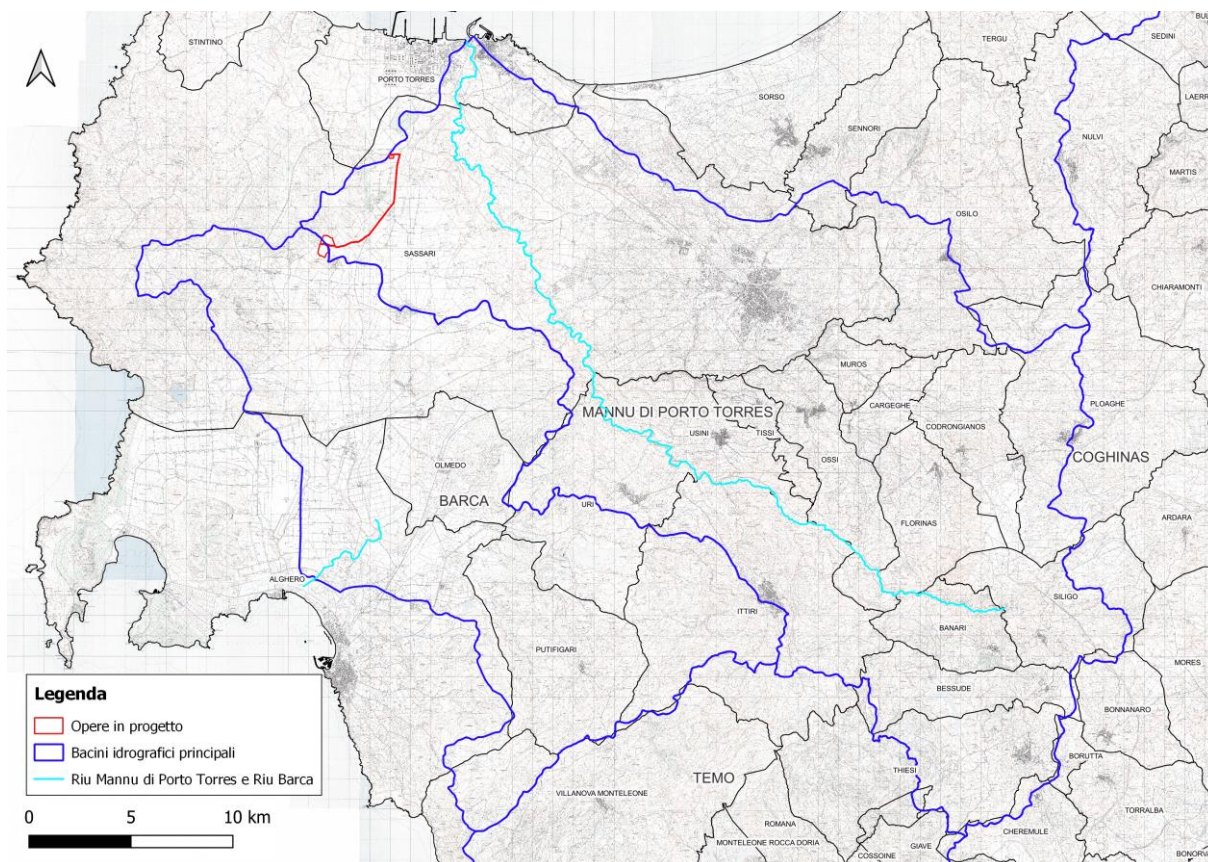 STINTINO
TERGU
SEDINI
PORTO TORRES
SORSO
LAERR
SENNORI
NULVI
MARTIS
OSILO
SASSARI
CHIARAMONTI
MUROS
CARGEGHE
PLOAGHE
MANNU DI PORTO TORRES
USINI
TISSI
CODRONGIANOS
COGHINAS
OLMEDO
OSSI
BARCA
URI
FLORINAS
ARDARA
ALGHERO
SILIGO
ITTIRI
BANARI
PUTIFIGARI
MORES
BESSUDE
BONNANARO
BORUTTA
THIESI
TEMO
VILLANOVA MONTELEONE
TORRALBA
ROMANA
CHEREMULE
MONTELEONE ROCCA DORIA
GIAVE
COSSOINE
BONORV
Legenda
Opere in progetto
Bacini idrografici principali
Riu Mannu di Porto Torres e Riu Barca
0 5 10 km